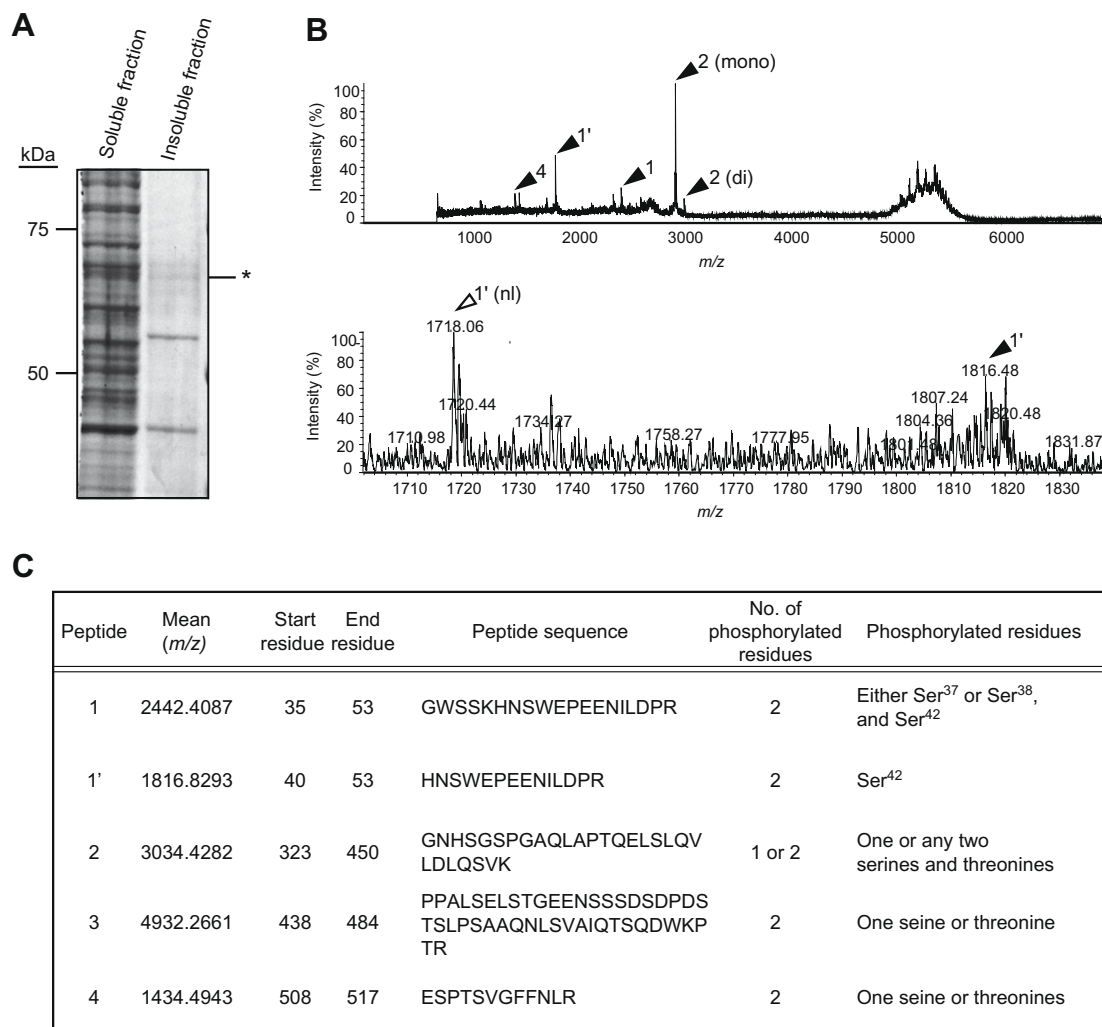 A
Soluble fraction
Insoluble fraction
kDa
75
50
*
B
2 (mono)
1'
4
1
2 (di)
Intensity (%)
100
80
60
40
20
0
1000 2000 3000 4000 5000 6000
m/z
1' (nl)
1718.06
1'
1816.48
1720.44
1734.27
1807.24
1804.36
1820.48
1710.98
1758.27
1777.95
1801.48
1831.87
Intensity (%)
100
80
60
40
20
0
1710 1720 1730 1740 1750 1760 1770 1780 1790 1800 1810 1820 1830
m/z
C
Peptide Mean (m/z) Start residue End residue Peptide sequence No. of phosphorylated residues Phosphorylated residues
1 2442.4087 35 53 GWSSKHNSWEPEENILDPR 2 Either Ser37 or Ser38, and Ser42
1' 1816.8293 40 53 HNSWEPEENILDPR 2 Ser42
2 3034.4282 323 450 GNHSGSPGAQLAPTQELSLQV
LDLQSVK 1 or 2 One or any two serines and threonines
3 4932.2661 438 484 PPALSELSTGEENSSSDSDPDS
TSLPSAAQNLSVAIQTSQDWKP
TR 2 One seine or threonine
4 1434.4943 508 517 ESPTSVGFFNLR 2 One seine or threonines